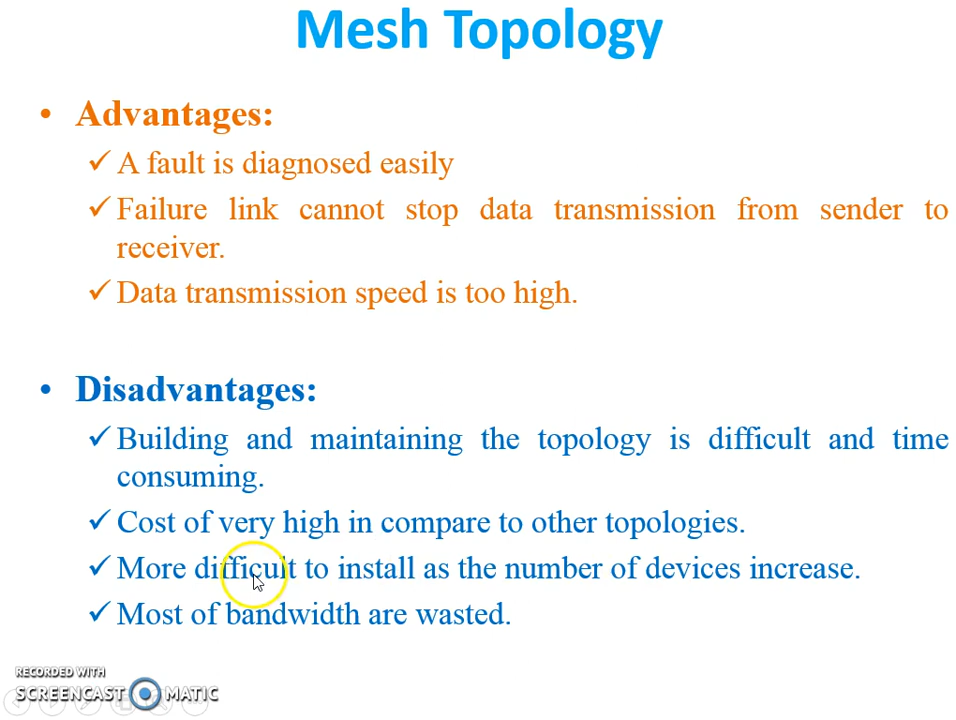 Mesh Topology
• Advantages:
✓ A fault is diagnosed easily
✓ Failure link cannot stop data transmission from sender to
receiver.
✓ Data transmission speed is too high.
• Disadvantages:
✓ Building and maintaining the topology is difficult and time
consuming.
✓ Cost of very high in compare to other topologies.
✓ More difficult to install as the number of devices increase.
✓ Most of bandwidth are wasted.
RECORDED WITH
SCREENCAST MATIC